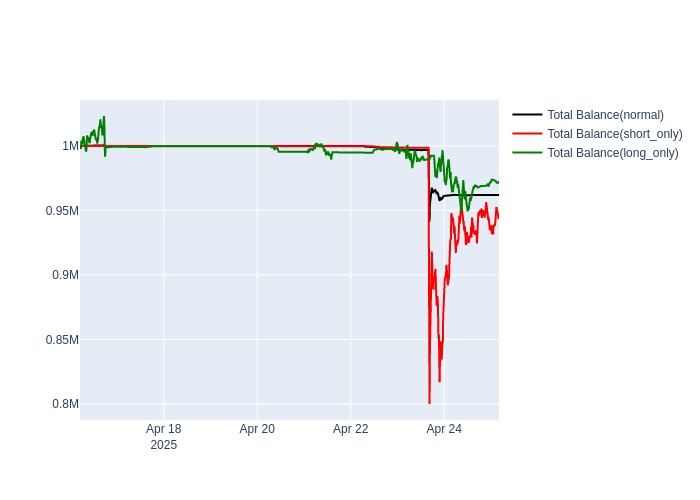 Total Balance(normal)
Total Balance(short_only)
Total Balance(long_only)
1M
0.95M
0.9M
0.85M
0.8M
Apr 18
2025
Apr 20
Apr 22
Apr 24